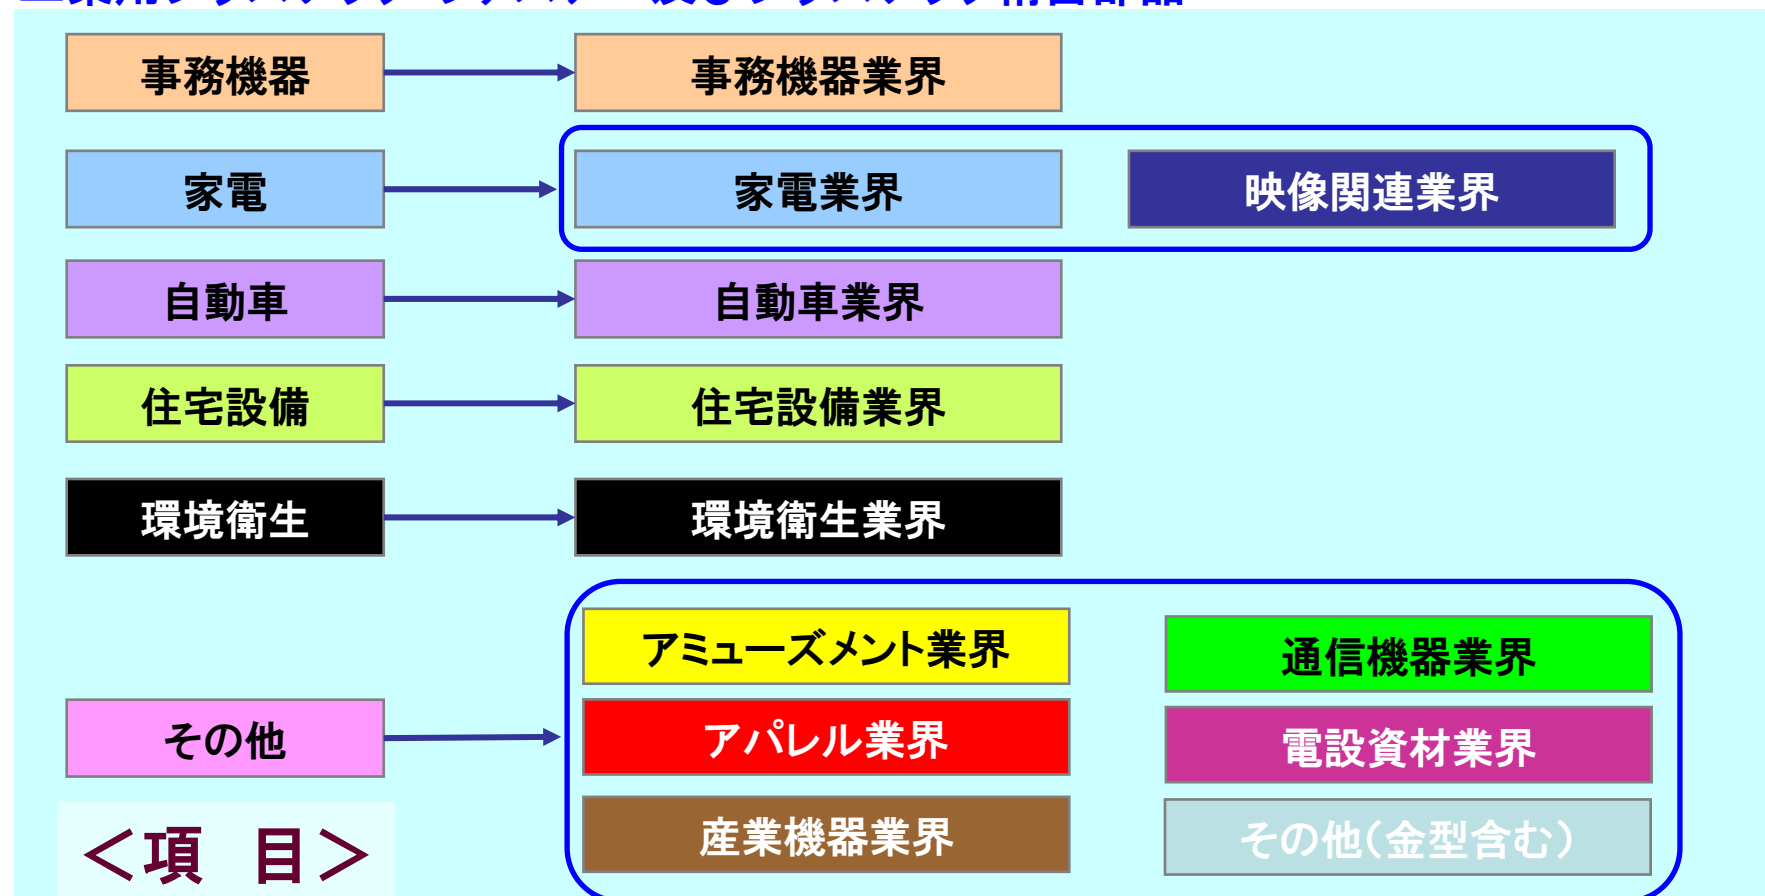 事務機器
事務機器業界
家電
家電業界
映像関連業界
自動車
自動車業界
住宅設備
住宅設備業界
環境衛生
環境衛生業界
その他
アミューズメント業界
通信機器業界
アパレル業界
電設資材業界
産業機器業界
その他（金型含む）
＜項　目＞